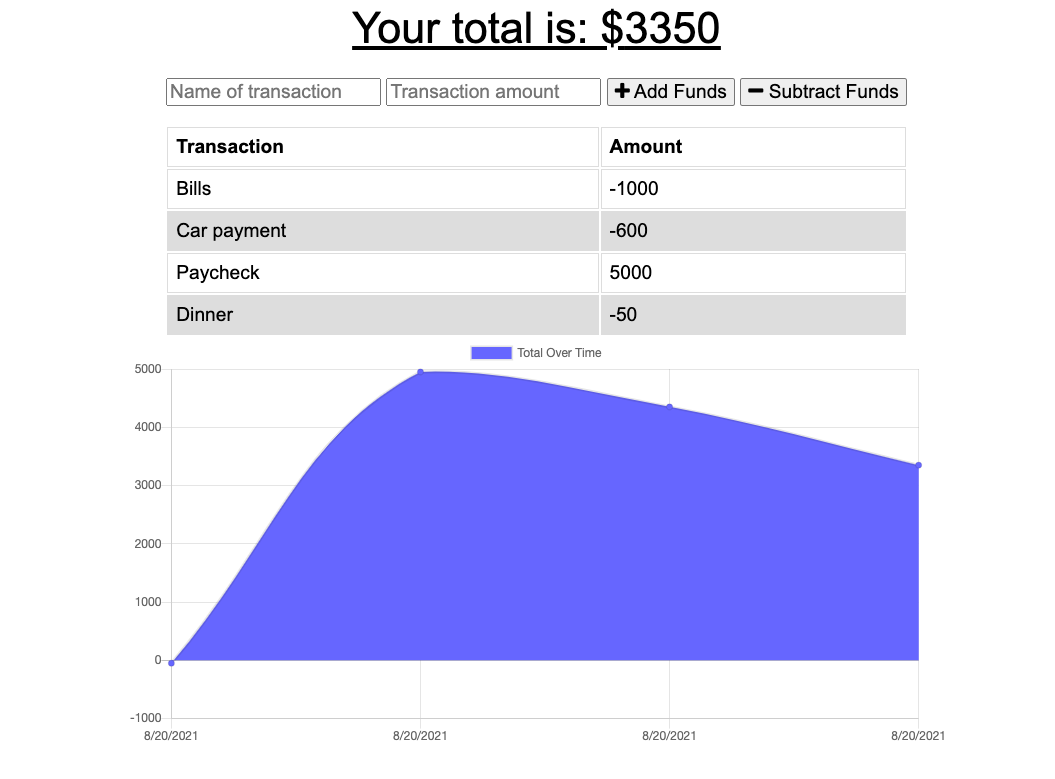 Your total is: $3350
Name of transaction Transaction amount Add Funds Subtract Funds
Transaction Amount
Bills -1000
Car payment -600
Paycheck 5000
Dinner -50
Total Over Time
5000
4000
3000
2000
1000
0
-1000
8/20/2021 8/20/2021 8/20/2021 8/20/2021